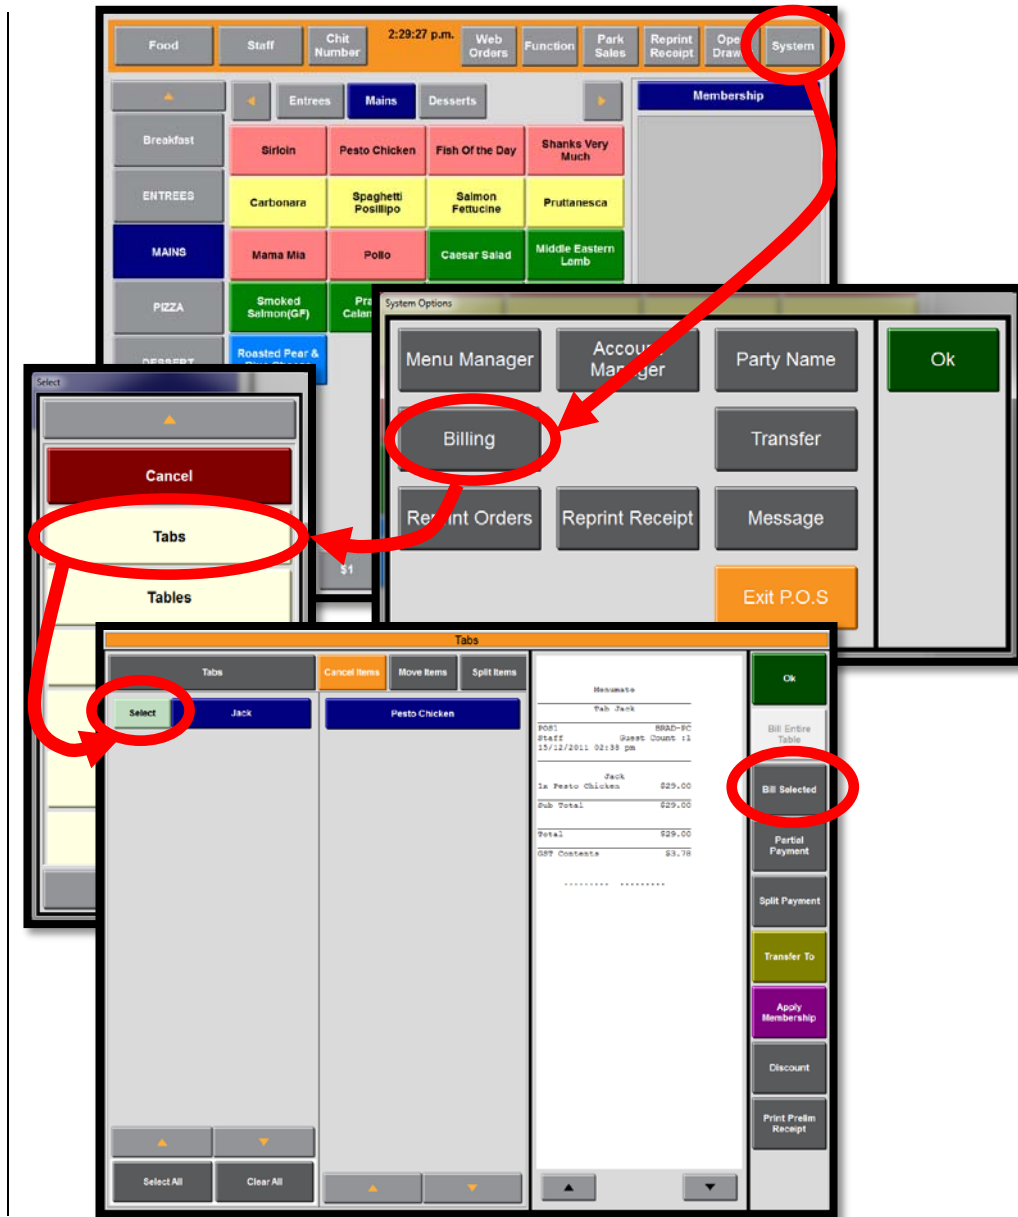 Food
Staff
Chit
Number
2:29:27 p.m.
Web
Orders
Function
Park
Sales
Reprint
Receipt
System
Entrees
Mains
Desserts
Membership
Breakfast
Sirloin
Pesto Chicken
Fish Of the Day
Shanks Very
Much
ENTREES
Carbonara
Spaghetti
Posillipo
Salmon
Fettucine
Pruttanesca
MAINS
Mama Mia
Pollo
Caesar Salad
Middle Eastern
Lamb
PIZZA
Smoked
Salmon(GF)
Roasted Pear &
$1
System Options
Menu Manager
Account
Manager
Party Name
Ok
Billing
Transfer
Reprint Orders
Reprint Receipt
Message
Exit P.O.S
Select
Cancel
Tabs
Tables
Tabs
Tabs
Cancel Items
Move Items
Split Items
Select
Jack
Pesto Chicken
Menumate
Tab Jack
POS1 BRAD-PC
Staff Guest Count :1
15/12/2011 02:38 pm
Jack
1x Pesto Chicken $29.00
Sub Total $29.00
Total $29.00
GST Contents $3.78
Ok
Bill Entire
Table
Bill Selected
Partial
Payment
Split Payment
Transfer To
Apply
Membership
Discount
Print Prelim
Receipt
Select All
Clear All